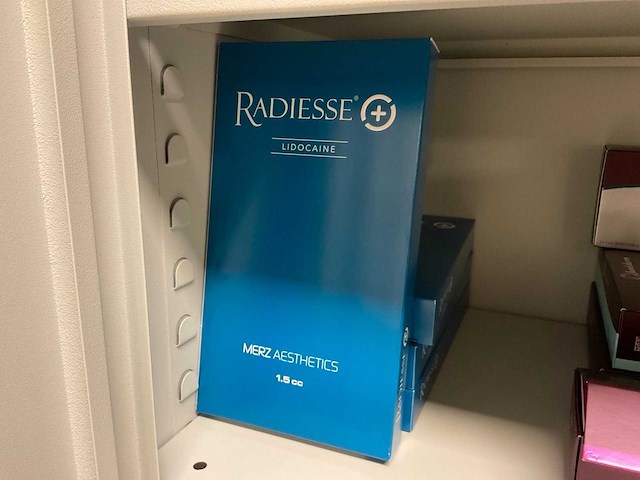 RADIESSE® +
LIDOCAINE
MERZ AESTHETICS
1.5 cc